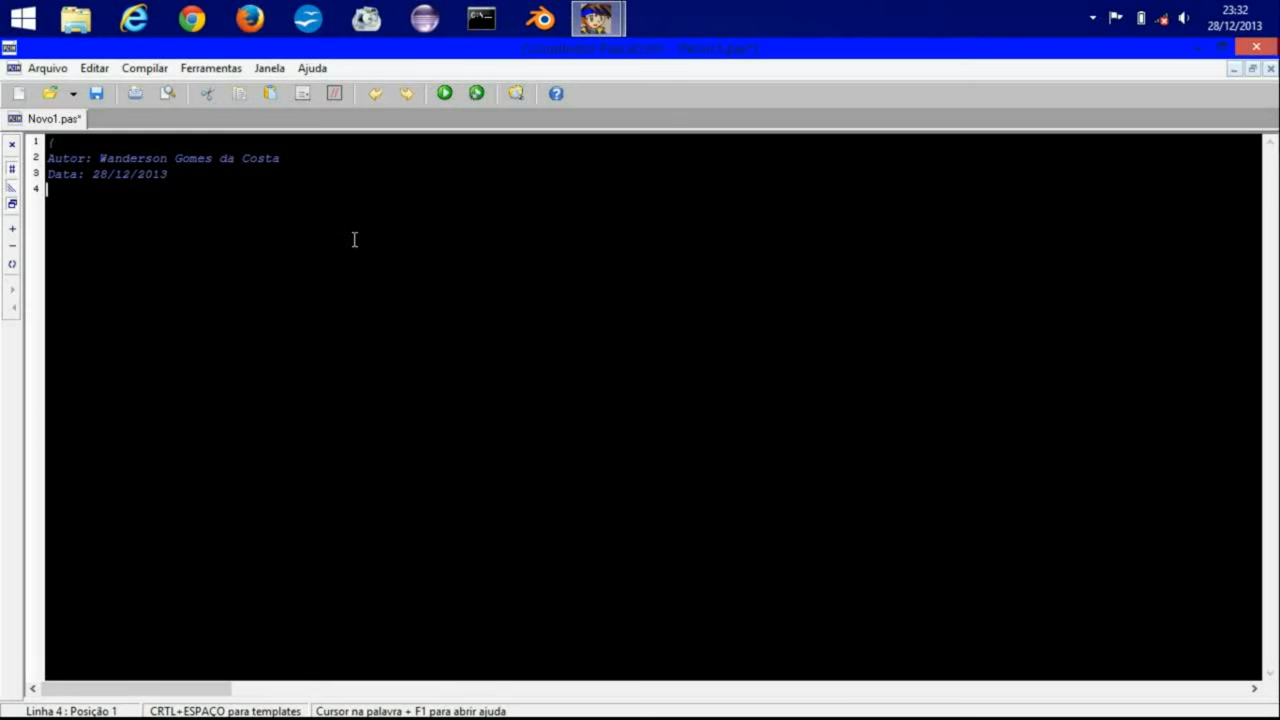 23:32
28/12/2013
Arquivo Editar Compilar Ferramentas Janela Ajuda
Novo1.pas*
1 {
2 Autor: Wanderson Gomes da Costa
3 Data: 28/12/2013
4
Linha 4 : Posição 1 CRTL+ESPAÇO para templates Cursor na palavra + F1 para abrir ajuda